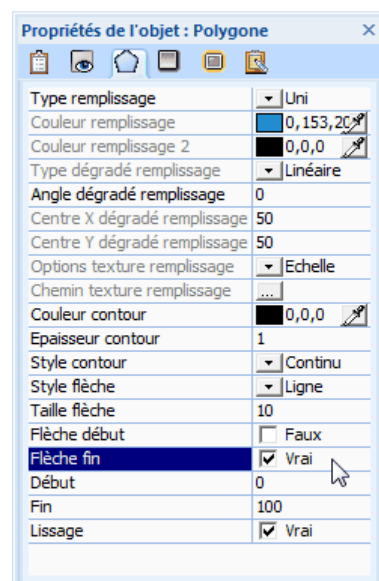 Propriétés de l'objet : Polygone
Type remplissage Uni
Couleur remplissage 0,153,20
Couleur remplissage 2 0,0,0
Type dégradé remplissage Linéaire
Angle dégradé remplissage 0
Centre X dégradé remplissage 50
Centre Y dégradé remplissage 50
Options texture remplissage Echelle
Chemin texture remplissage ...
Couleur contour 0,0,0
Epaisseur contour 1
Style contour Continu
Style flèche Ligne
Taille flèche 10
Flèche début Faux
Flèche fin Vrai
Début 0
Fin 100
Lissage Vrai